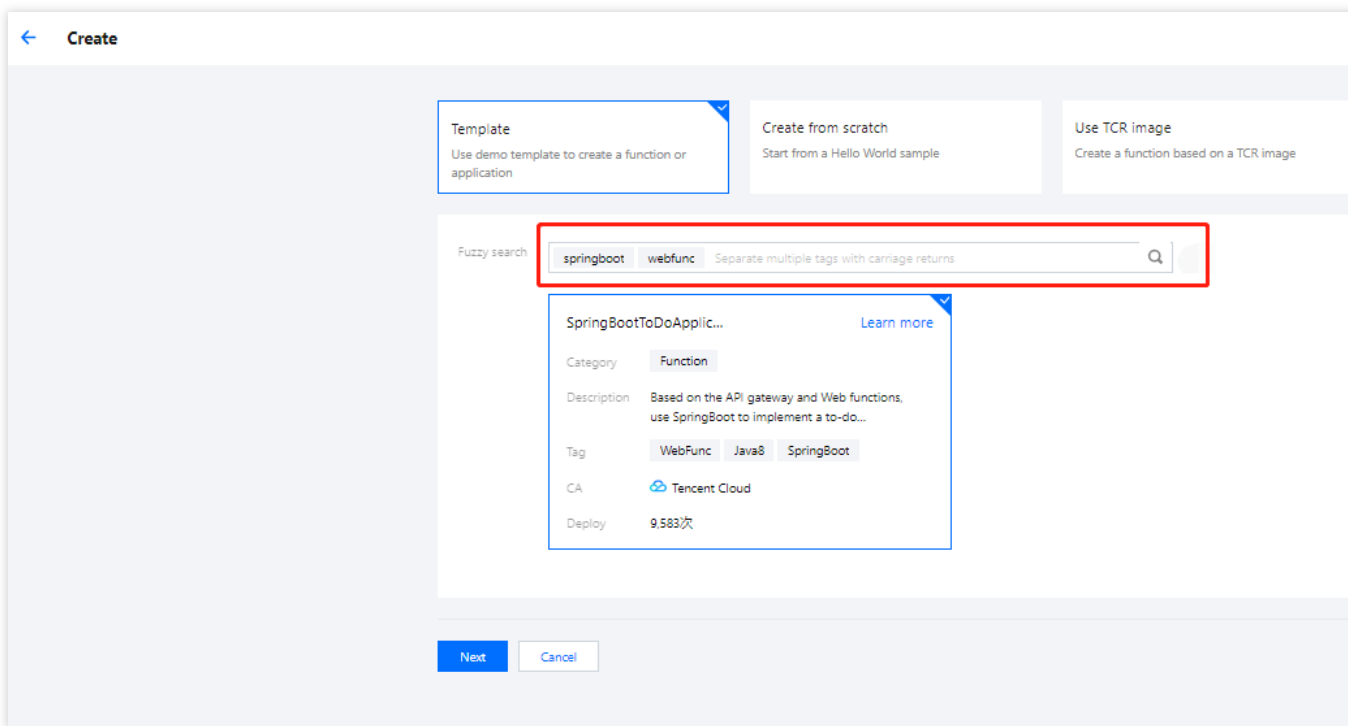 Create
Template
Use demo template to create a function or
application
Create from scratch
Start from a Hello World sample
Use TCR image
Create a function based on a TCR image
Fuzzy search
springboot webfunc Separate multiple tags with carriage returns
SpringBootToDoApplic... Learn more
Category Function
Description Based on the API gateway and Web functions,
use SpringBoot to implement a to-do...
Tag WebFunc Java8 SpringBoot
CA Tencent Cloud
Deploy 9,583次
Next Cancel